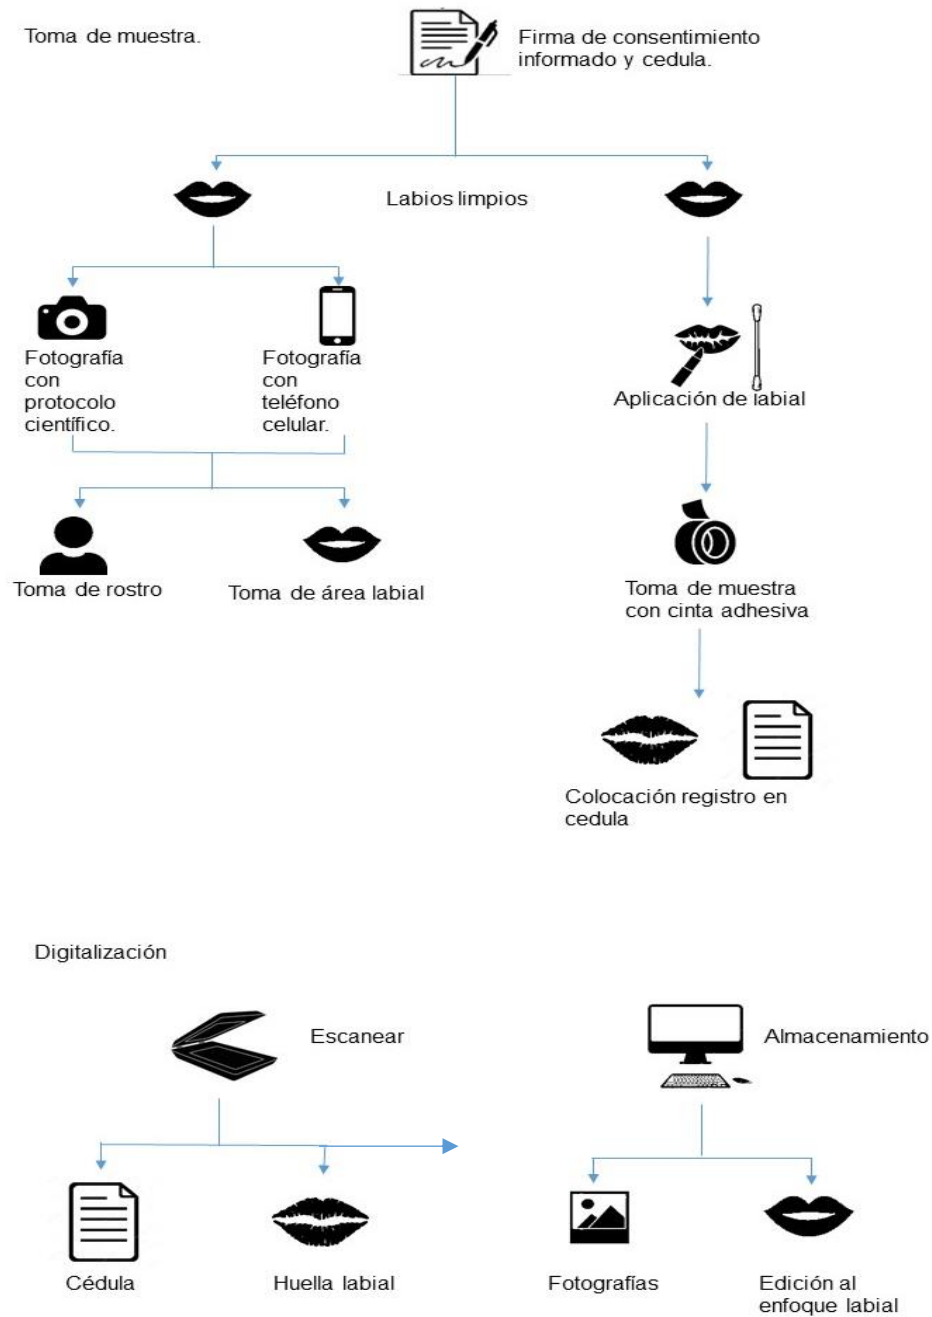 Toma de muestra.
Firma de consentimiento
informado y cedula.
Labios limpios
Fotografía
con
protocolo
científico.
Fotografía
con
teléfono
celular.
Aplicación de labial
Toma de rostro
Toma de área labial
Toma de muestra
con cinta adhesiva
Colocación registro en
cedula
Digitalización
Escanear
Almacenamiento
Cédula
Huella labial
Fotografías
Edición al
enfoque labial